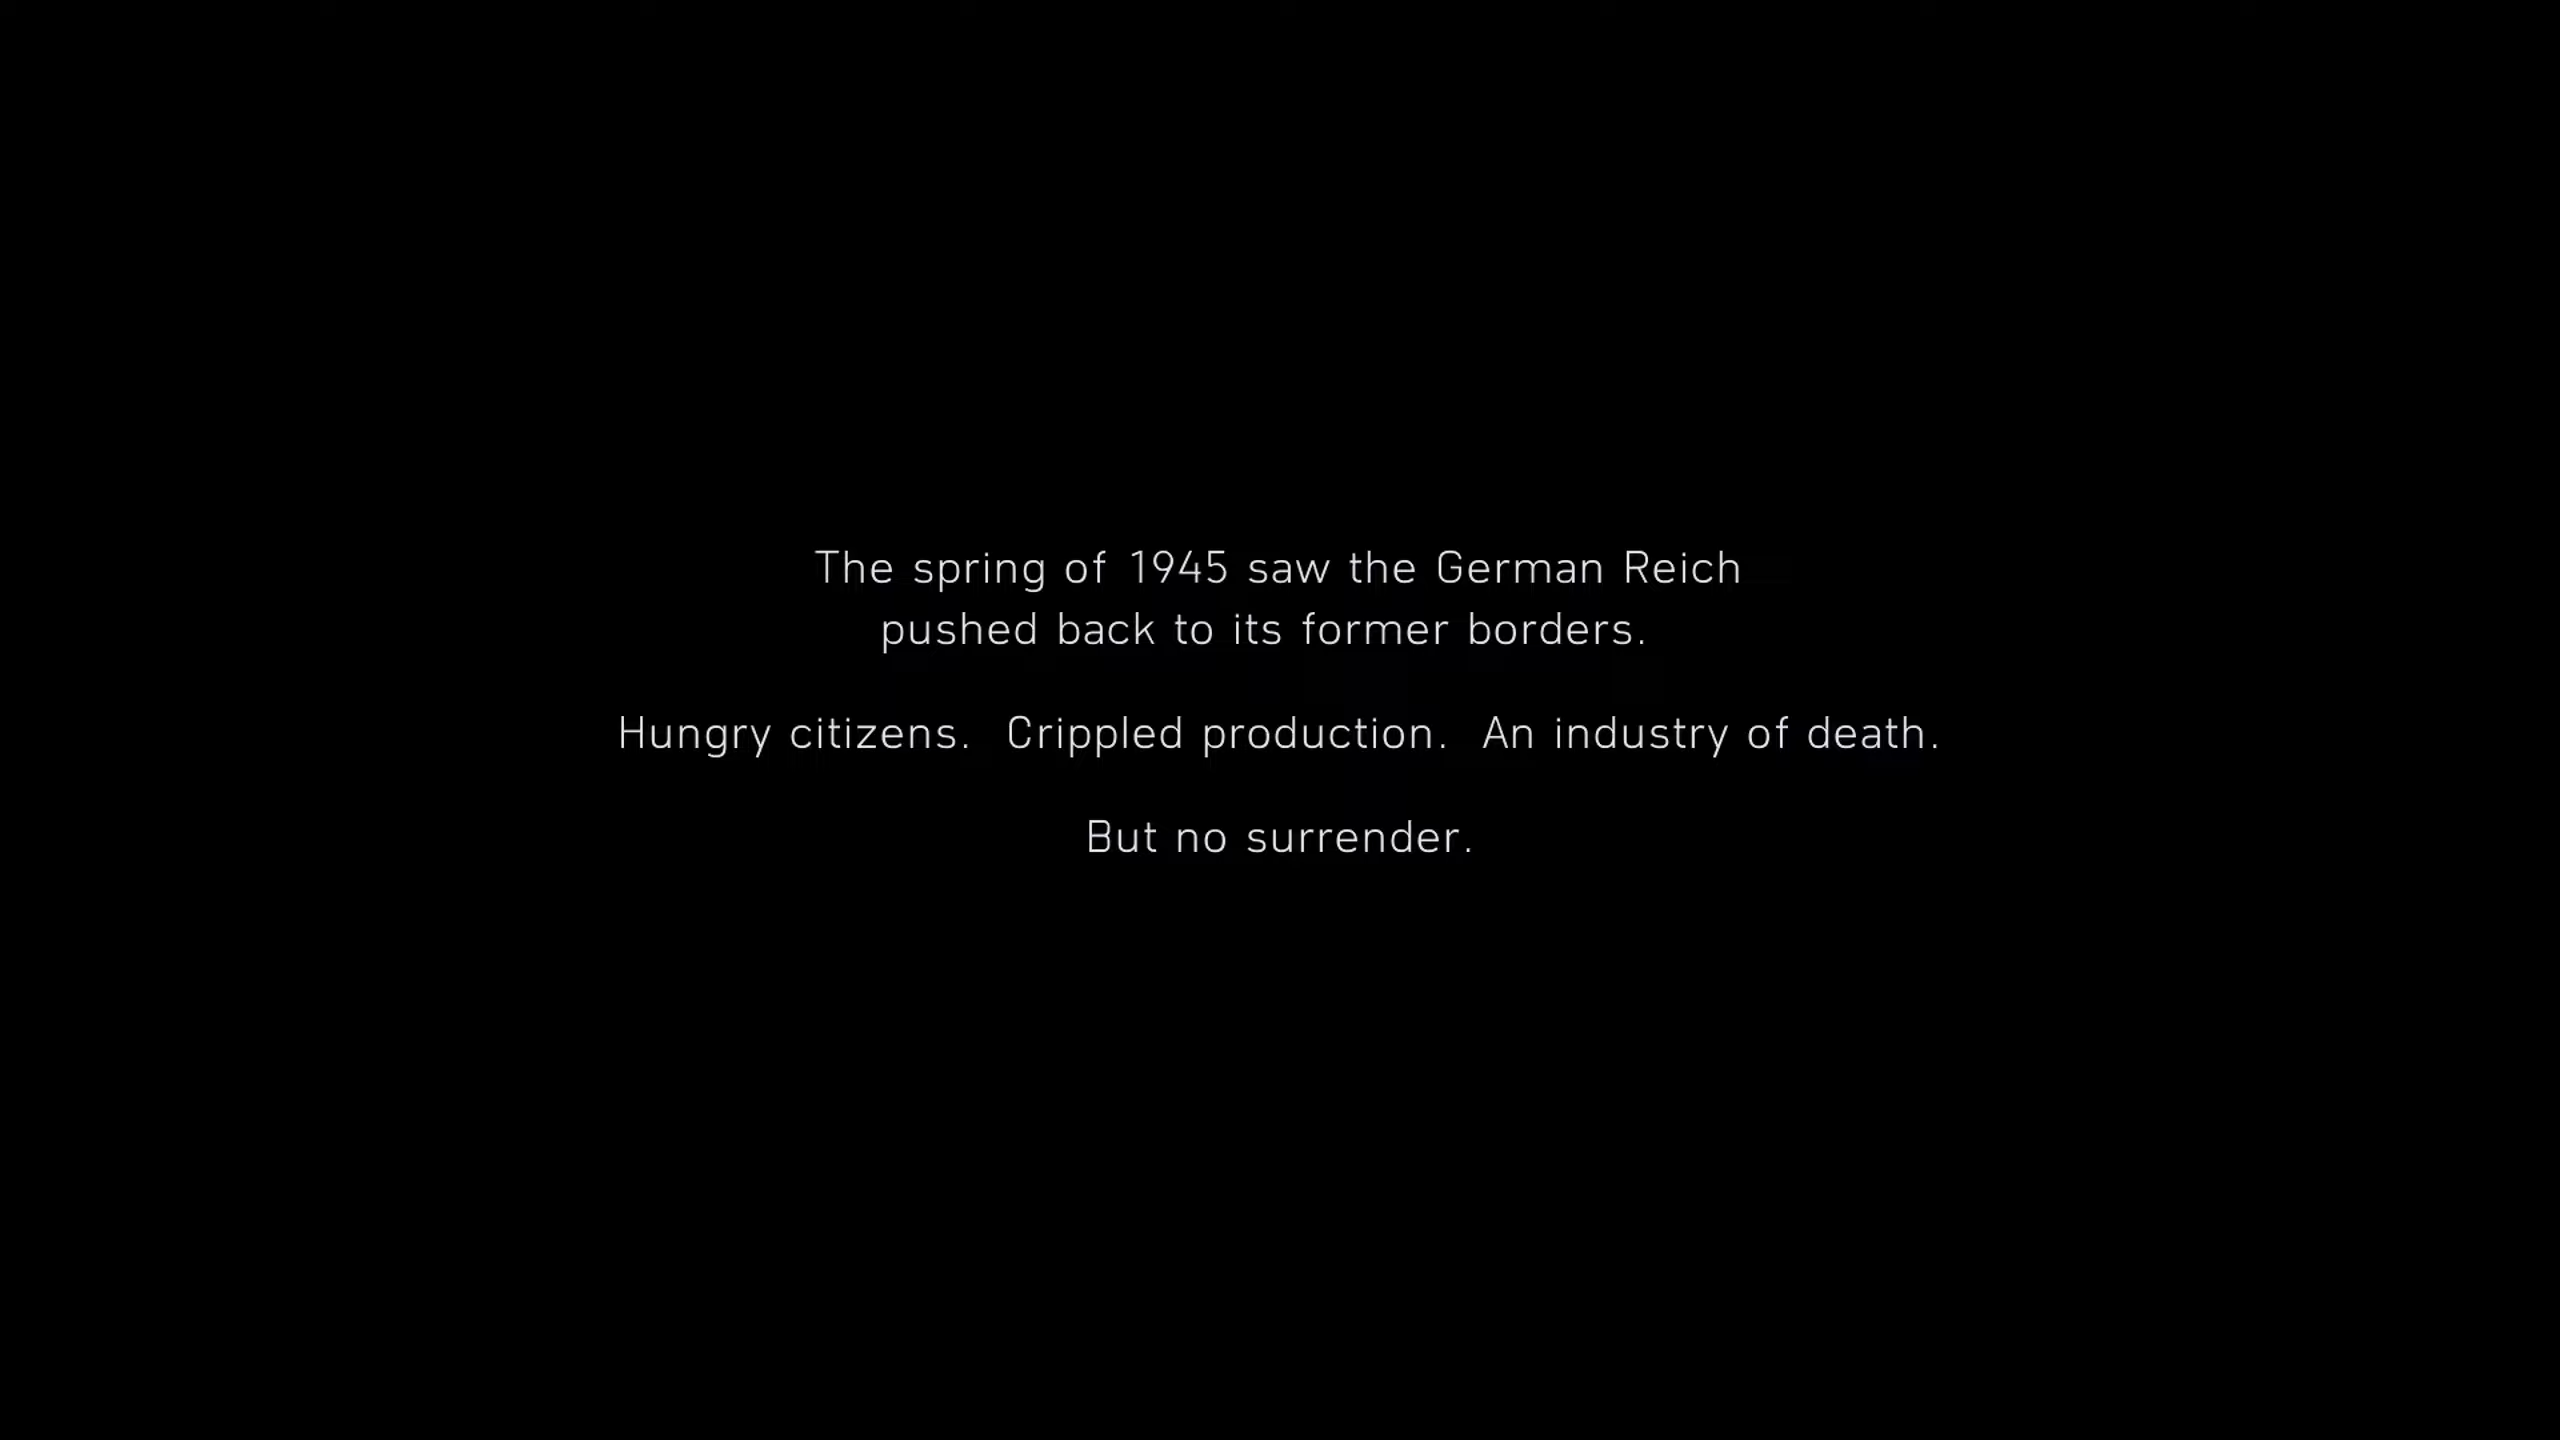 The spring of 1945 saw the German Reich
pushed back to its former borders.
Hungry citizens.  Crippled production.  An industry of death.
But no surrender.